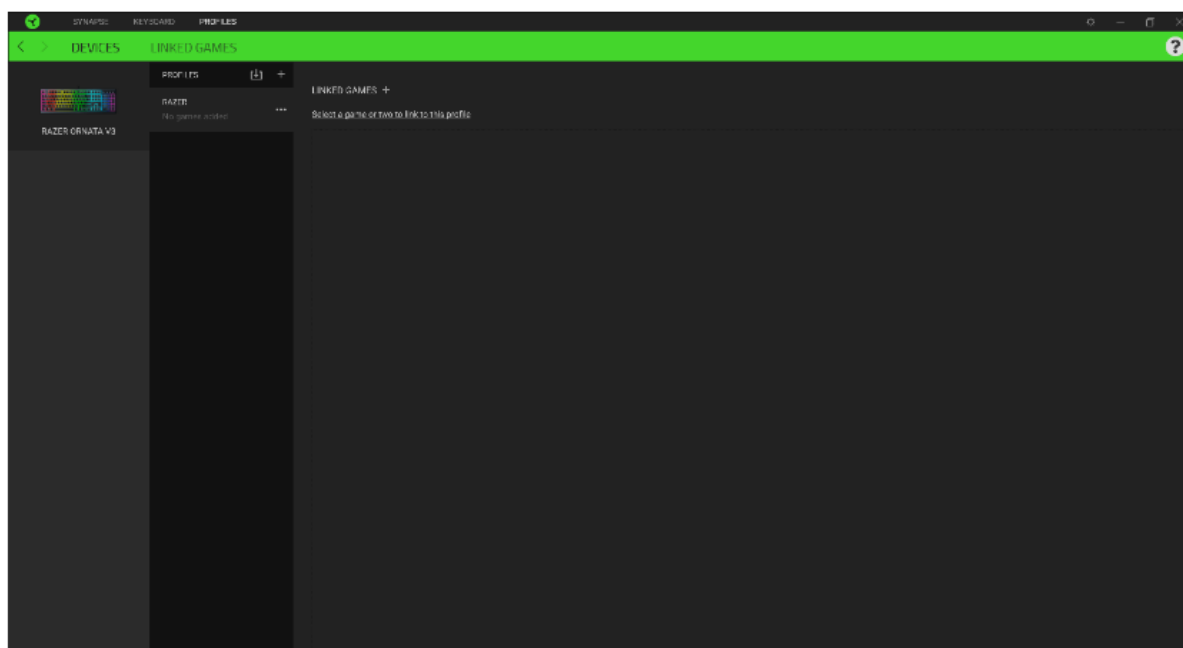 SYNAPSE KEYBOARD PROFILES
DEVICES LINKED GAMES
?
PROFILES
RAZER
No games added
RAZER ORNATA V3
LINKED GAMES +
Select a game or two to link to this profile